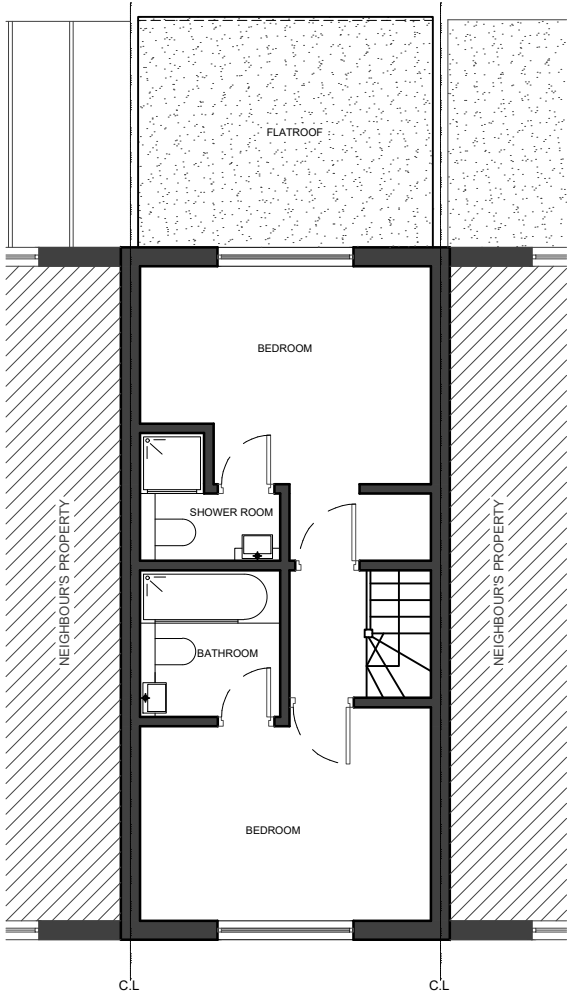 FLATROOF
BEDROOM
SHOWER ROOM
NEIGHBOUR'S PROPERTY
NEIGHBOUR'S PROPERTY
BATHROOM
BEDROOM
C.L
C.L